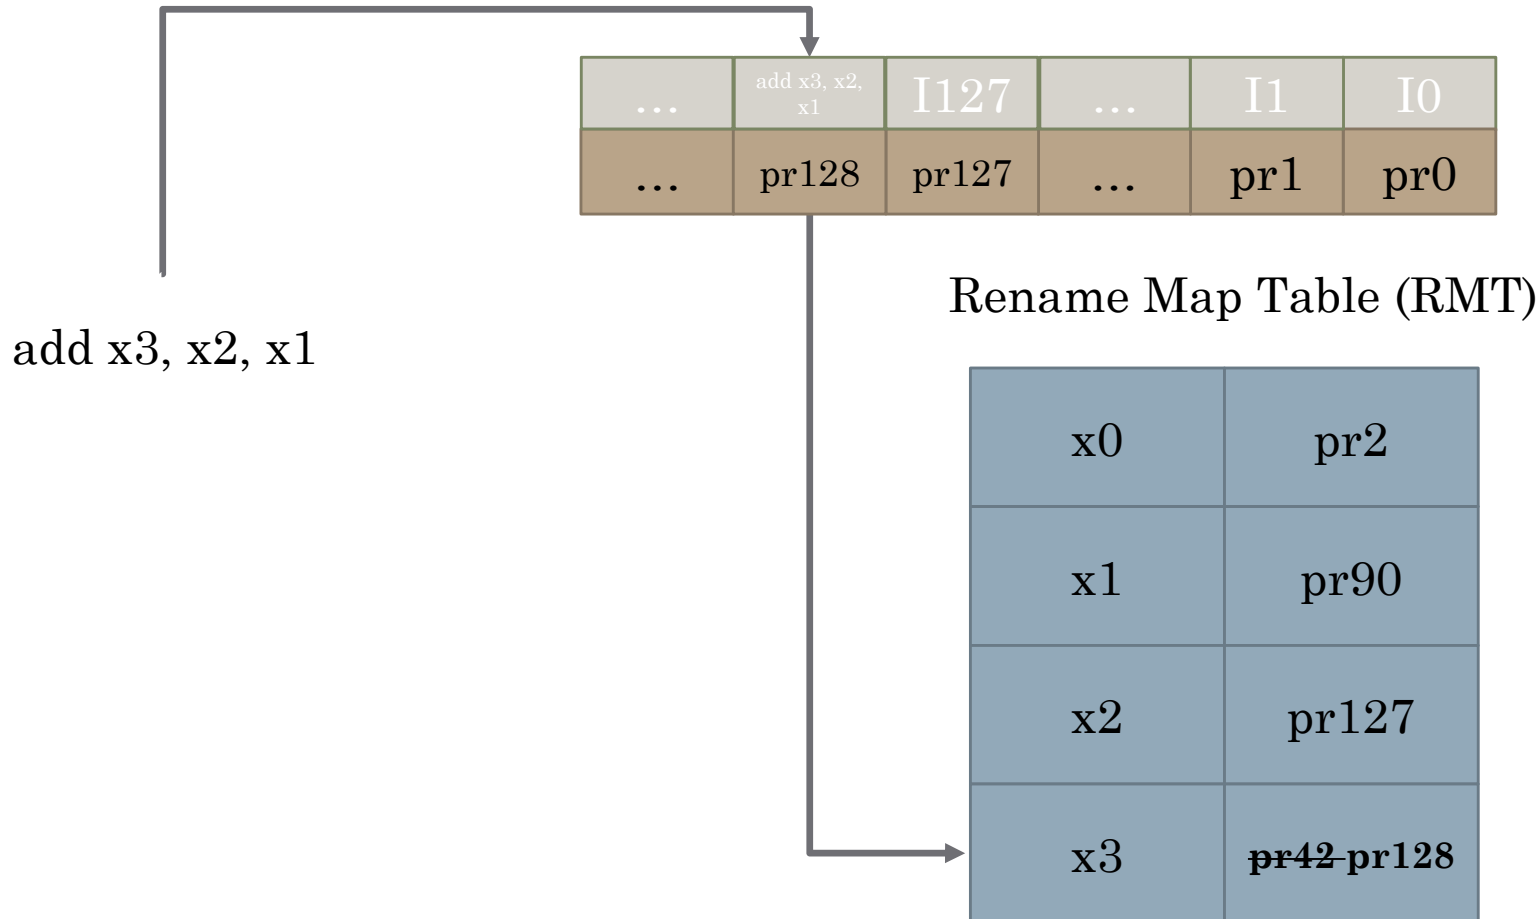 ... add x3, x2, I127 ... I1 I0
x1
... pr128 pr127 ... pr1 pr0
Rename Map Table (RMT)
add x3, x2, x1
x0 pr2
x1 pr90
x2 pr127
x3 pr42 pr128